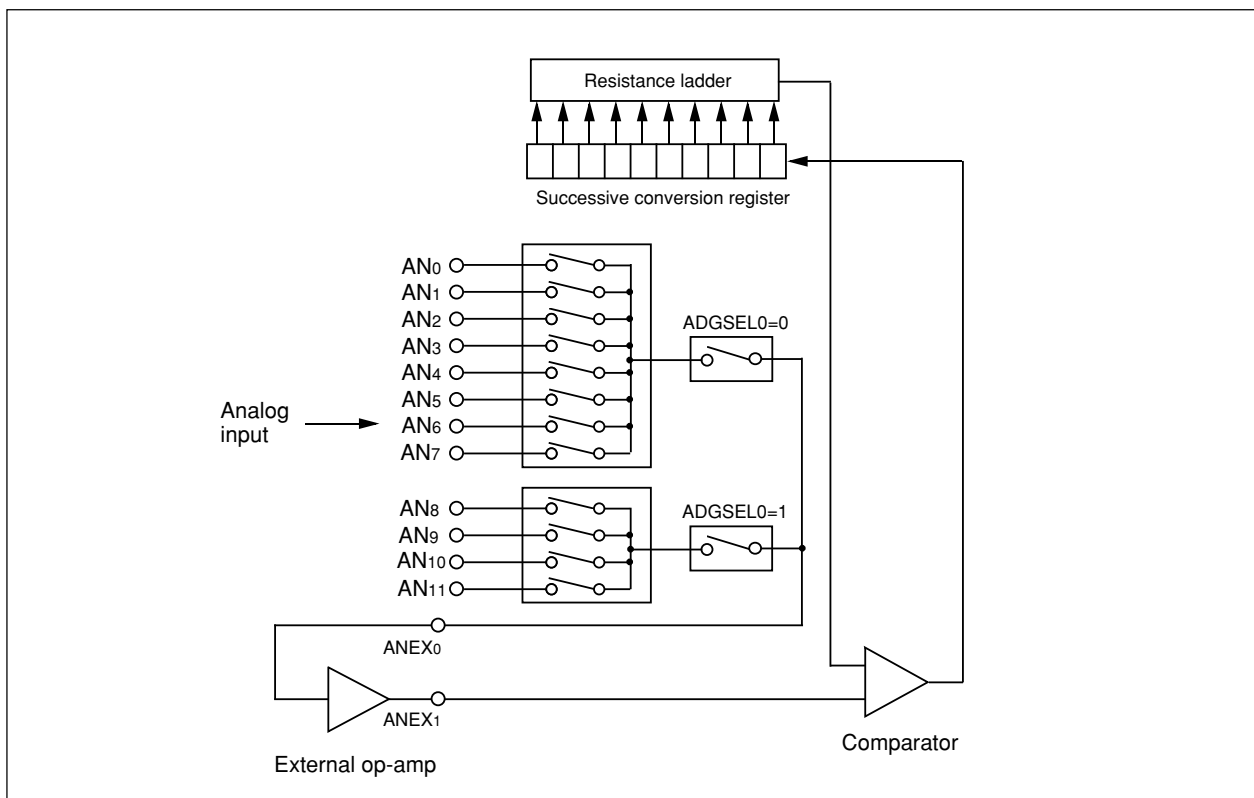 Resistance ladder
Successive conversion register
AN0
AN1
AN2
AN3
AN4
AN5
AN6
AN7
ADGSEL0=0
Analog
input
AN8
AN9
AN10
AN11
ADGSEL0=1
ANEX0
ANEX1
External op-amp
Comparator